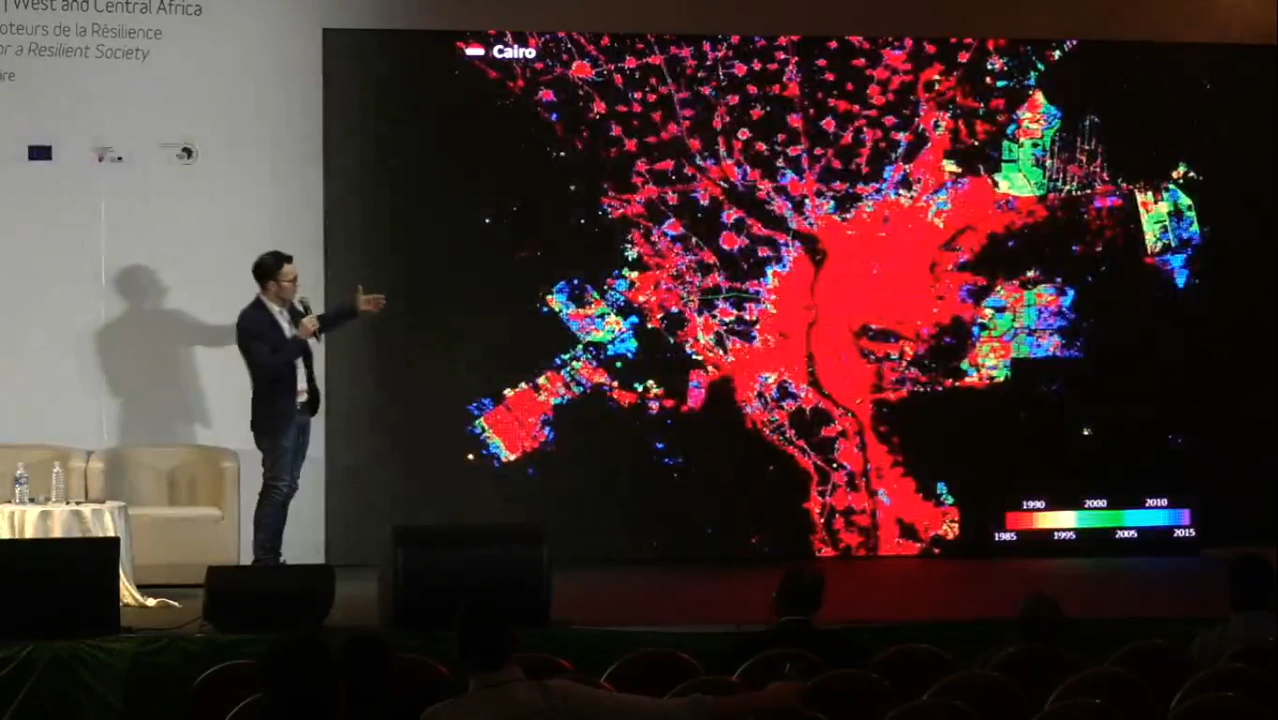 | West and Central Africa
oteurs de la Résilience
or a Resilient Society
ire
Cairo
1990 2000 2010
1985 1995 2005 2015